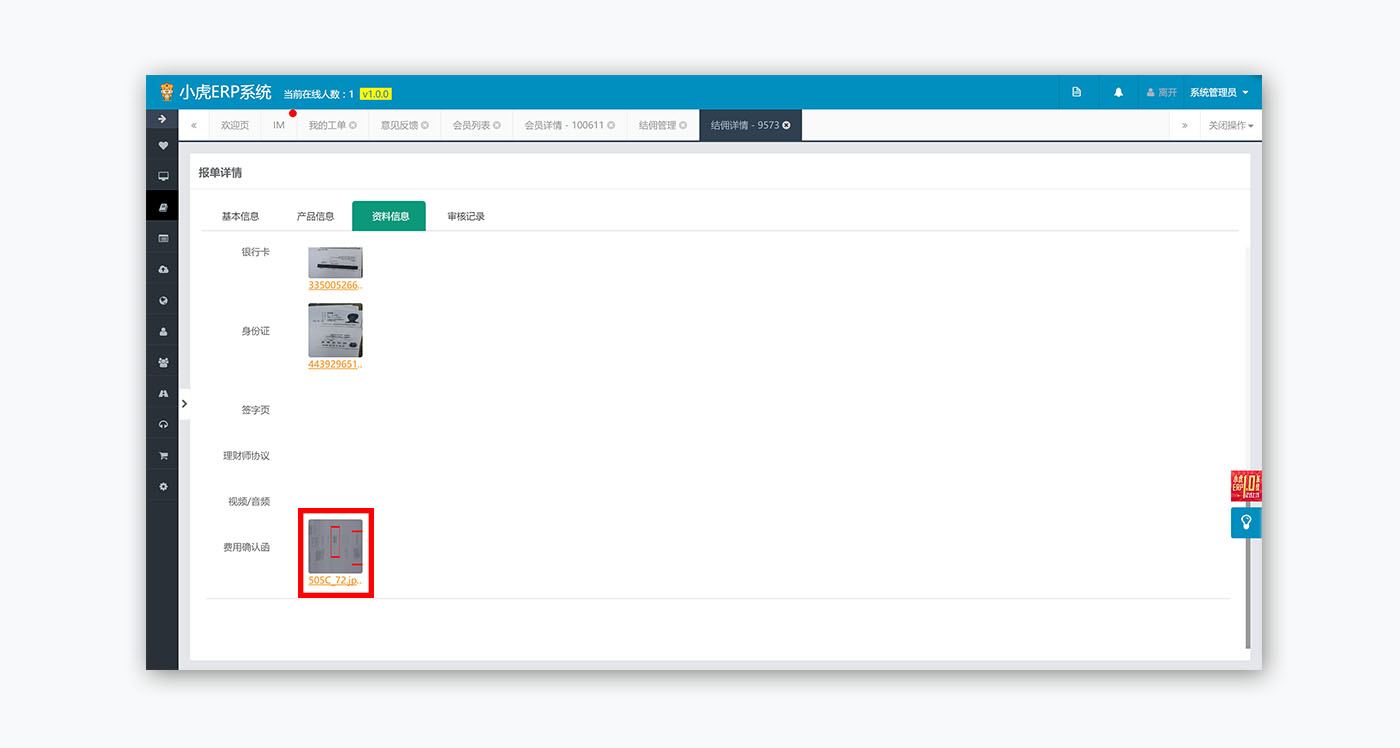 小虎ERP系统 当前在线人数：1 v1.0.0 离开 系统管理员
欢迎页 IM 我的工单 意见反馈 会员列表 会员详情 - 100611 结佣管理 结佣详情 - 9573 关闭操作
报单详情
基本信息 产品信息 资料信息 审核记录
银行卡
335005266..
身份证
443929651..
签字页
理财师协议
视频/音频
费用确认函
505C_72.jp..